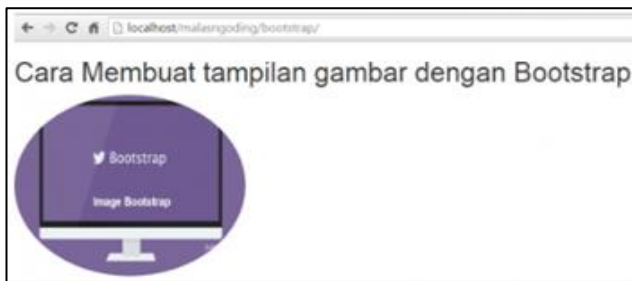 localhost/malasngoding/bootstrap/
Cara Membuat tampilan gambar dengan Bootstrap
Bootstrap
Image Bootstrap